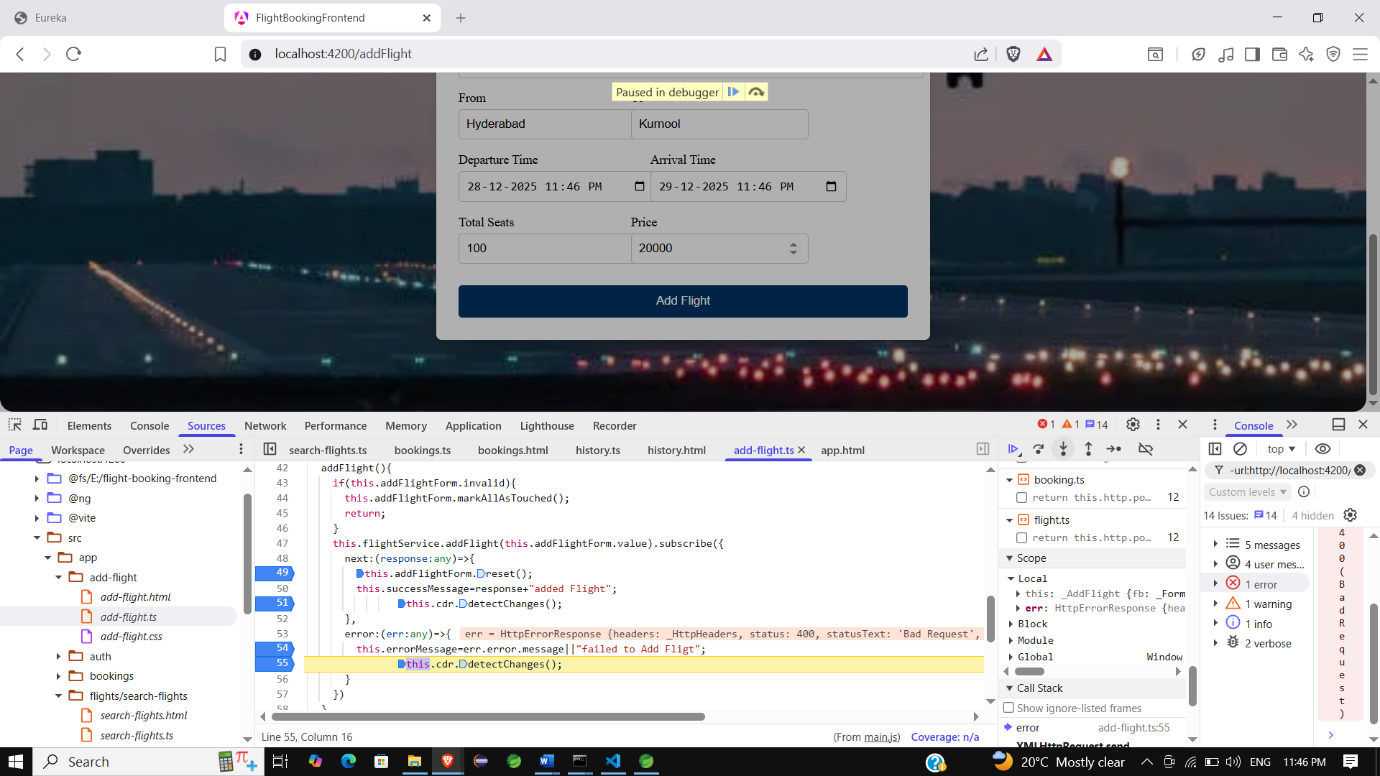 Eureka
FlightBookingFrontend
localhost:4200/addFlight
Paused in debugger
From
Hyderabad
Kurnool
Departure Time
Arrival Time
28-12-2025 11:46 PM
29-12-2025 11:46 PM
Total Seats
Price
100
20000
Add Flight
Elements
Console
Sources
Network
Performance
Memory
Application
Lighthouse
Recorder
1
1
14
Console
Page
Workspace
Overrides
search-flights.ts
bookings.ts
bookings.html
history.ts
history.html
add-flight.ts
app.html
top
@fs/E:/flight-booking-frontend
@ng
@vite
src
app
add-flight
add-flight.html
add-flight.ts
add-flight.css
auth
bookings
flights/search-flights
search-flights.html
search-flights.ts
42 addFlight(){
43 if(this.addFlightForm.invalid){
44 this.addFlightForm.markAllAsTouched();
45 return;
46 }
47 this.flightService.addFlight(this.addFlightForm.value).subscribe({
48 next:(response:any)=>{
49 this.addFlightForm.reset();
50 this.successMessage=response+"added Flight";
51 this.cdr.detectChanges();
52 },
53 error:(err:any)=>{ err = HttpErrorResponse {headers: _HttpHeaders, status: 400, statusText: 'Bad Request',
54 this.errorMessage=err.error.message||"failed to Add Fligt";
55 this.cdr.detectChanges();
56 }
57 })
58
Line 55, Column 16
(From main.js)
Coverage: n/a
booking.ts
return this.http.po… 12
flight.ts
return this.http.po… 12
Scope
Local
this: _AddFlight {fb: _Form
err: HttpErrorResponse {hea
Block
Module
Global Window
Call Stack
Show ignore-listed frames
error add-flight.ts:55
XMLHttpRequest.send
-url:http://localhost:4200/
Custom levels
14 Issues: 14
4 hidden
5 messages
4 user mes…
1 error
1 warning
1 info
2 verbose
4
0
0
(
B
a
d
R
e
q
u
e
s
t
)
Search
20°C Mostly clear
ENG
11:46 PM